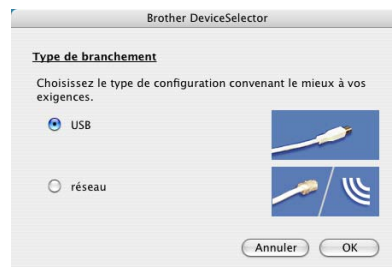 Brother DeviceSelector
Type de branchement
Choisissez le type de configuration convenant le mieux à vos
exigences.
USB
réseau
Annuler
OK